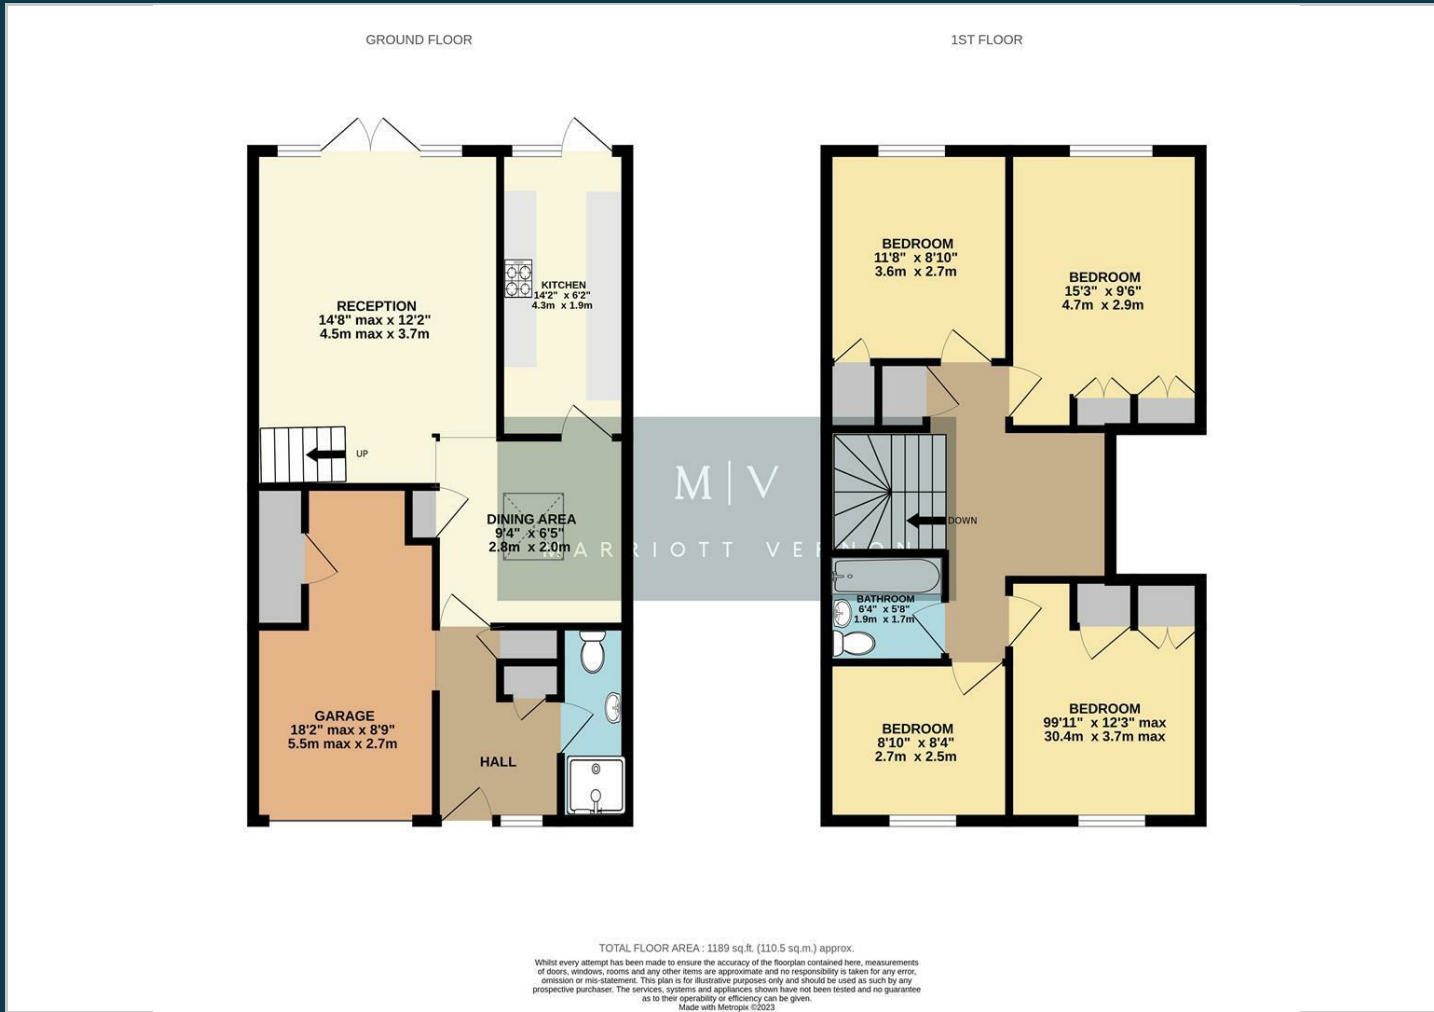 GROUND FLOOR
1ST FLOOR
RECEPTION
14'8" max x 12'2"
4.5m max x 3.7m
KITCHEN
14'2" x 6'2"
4.3m x 1.9m
UP
DINING AREA
9'4" x 6'5"
2.8m x 2.0m
GARAGE
18'2" max x 8'9"
5.5m max x 2.7m
HALL
M|V
MARRIOTT VERNON
BEDROOM
11'8" x 8'10"
3.6m x 2.7m
BEDROOM
15'3" x 9'6"
4.7m x 2.9m
DOWN
BATHROOM
6'4" x 5'8"
1.9m x 1.7m
BEDROOM
8'10" x 8'4"
2.7m x 2.5m
BEDROOM
99'11" x 12'3" max
30.4m x 3.7m max
TOTAL FLOOR AREA : 1189 sq.ft. (110.5 sq.m.) approx.
Whilst every attempt has been made to ensure the accuracy of the floorplan contained here, measurements
of doors, windows, rooms and any other items are approximate and no responsibility is taken for any error,
omission or mis-statement. This plan is for illustrative purposes only and should be used as such by any
prospective purchaser. The services, systems and appliances shown have not been tested and no guarantee
as to their operability or efficiency can be given.
Made with Metropix ©2023